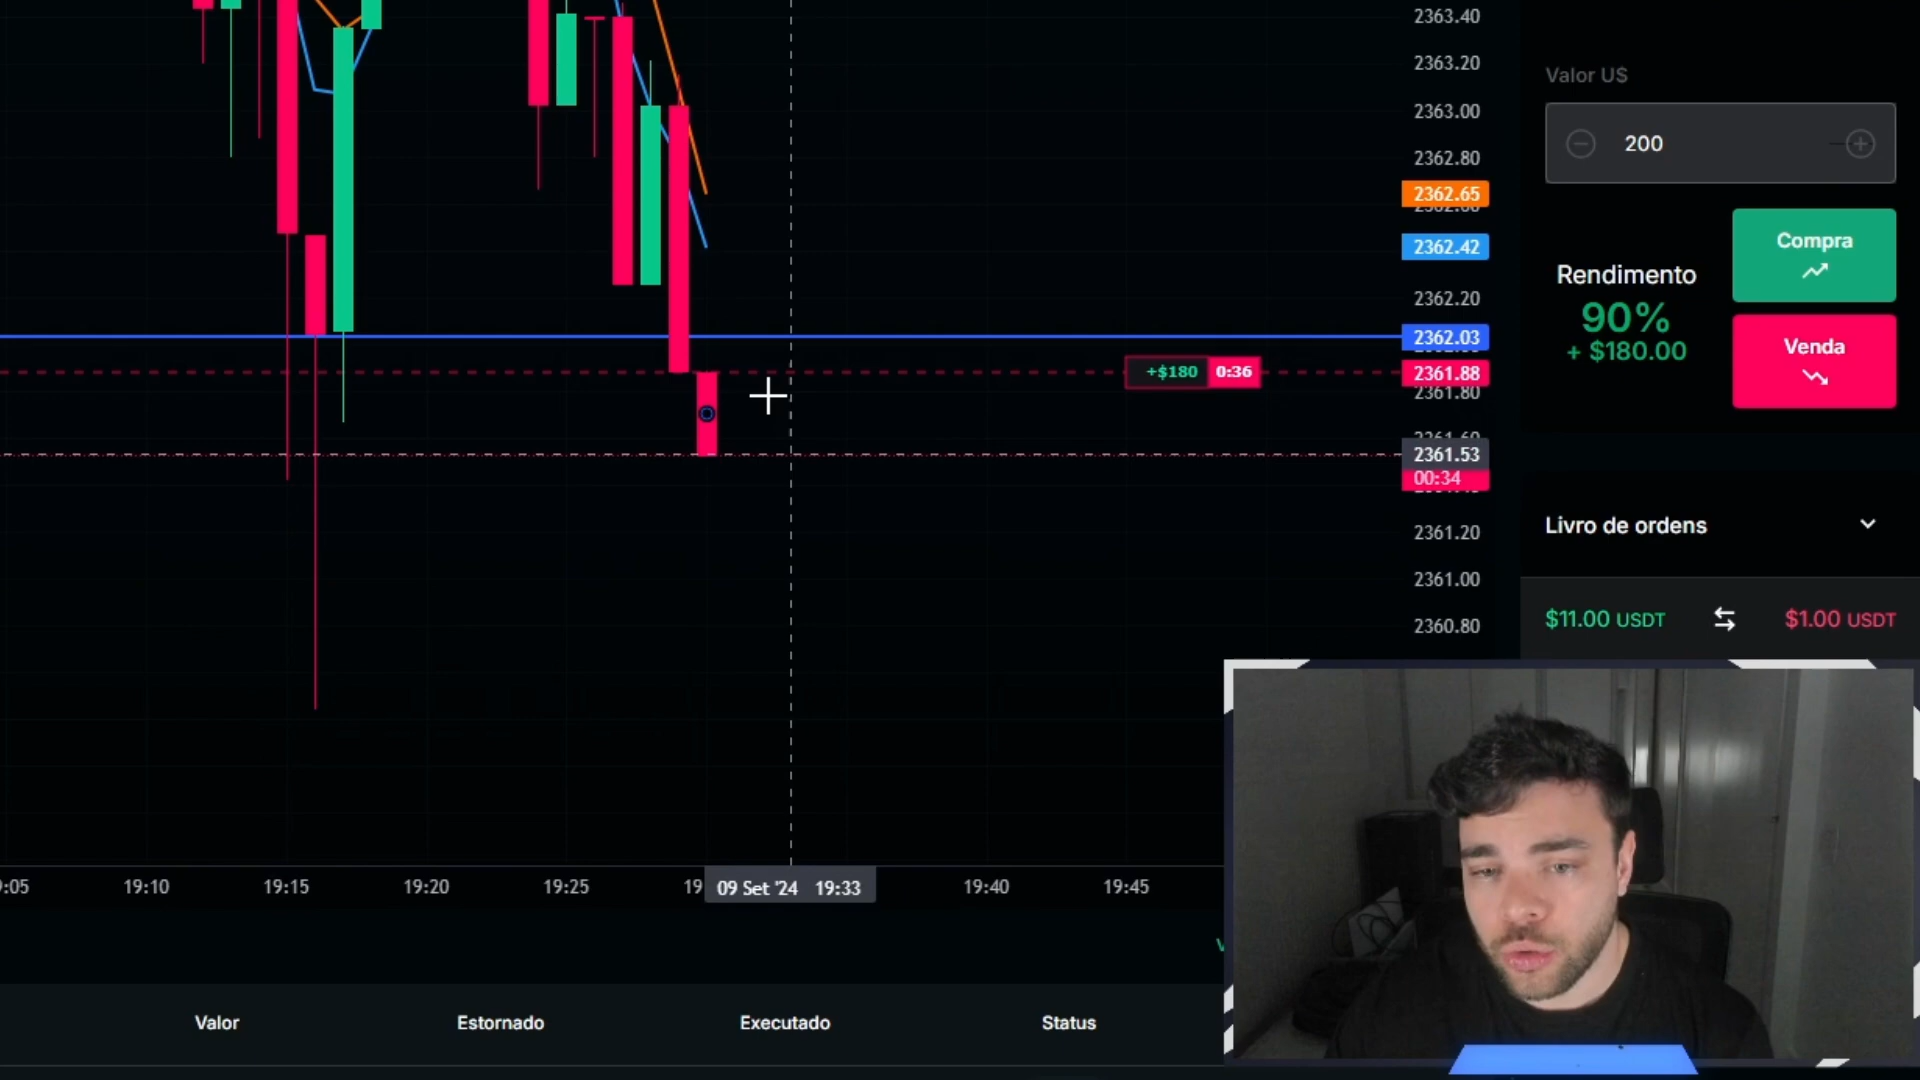 2363.40
2363.20
2363.00
2362.80
2362.65
2362.42
2362.20
2362.03
+$180 0:36
2361.88
2361.80
2361.53
00:34
2361.20
2361.00
2360.80
Valor U$
200
Compra
Rendimento
90%
+ $180.00
Venda
Livro de ordens
$11.00 USDT
$1.00 USDT
:05 19:10 19:15 19:20 19:25 19 09 Set '24 19:33 19:40 19:45
Valor Estornado Executado Status